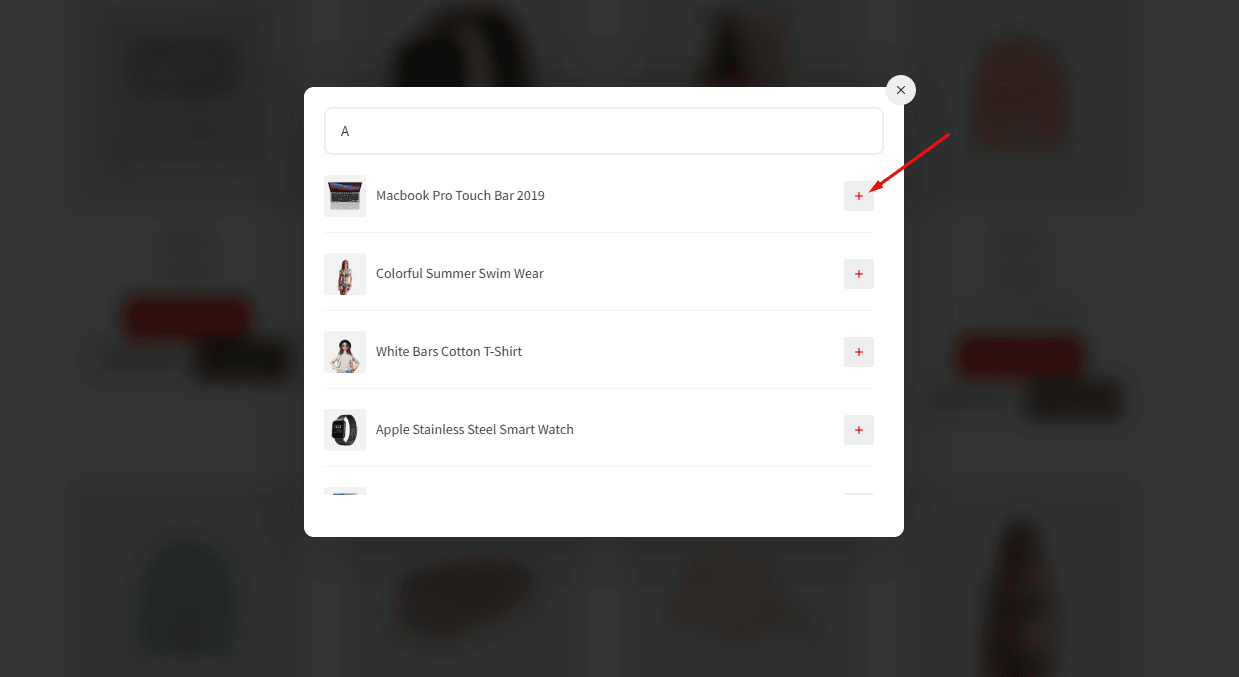 A
Macbook Pro Touch Bar 2019
Colorful Summer Swim Wear
White Bars Cotton T-Shirt
Apple Stainless Steel Smart Watch